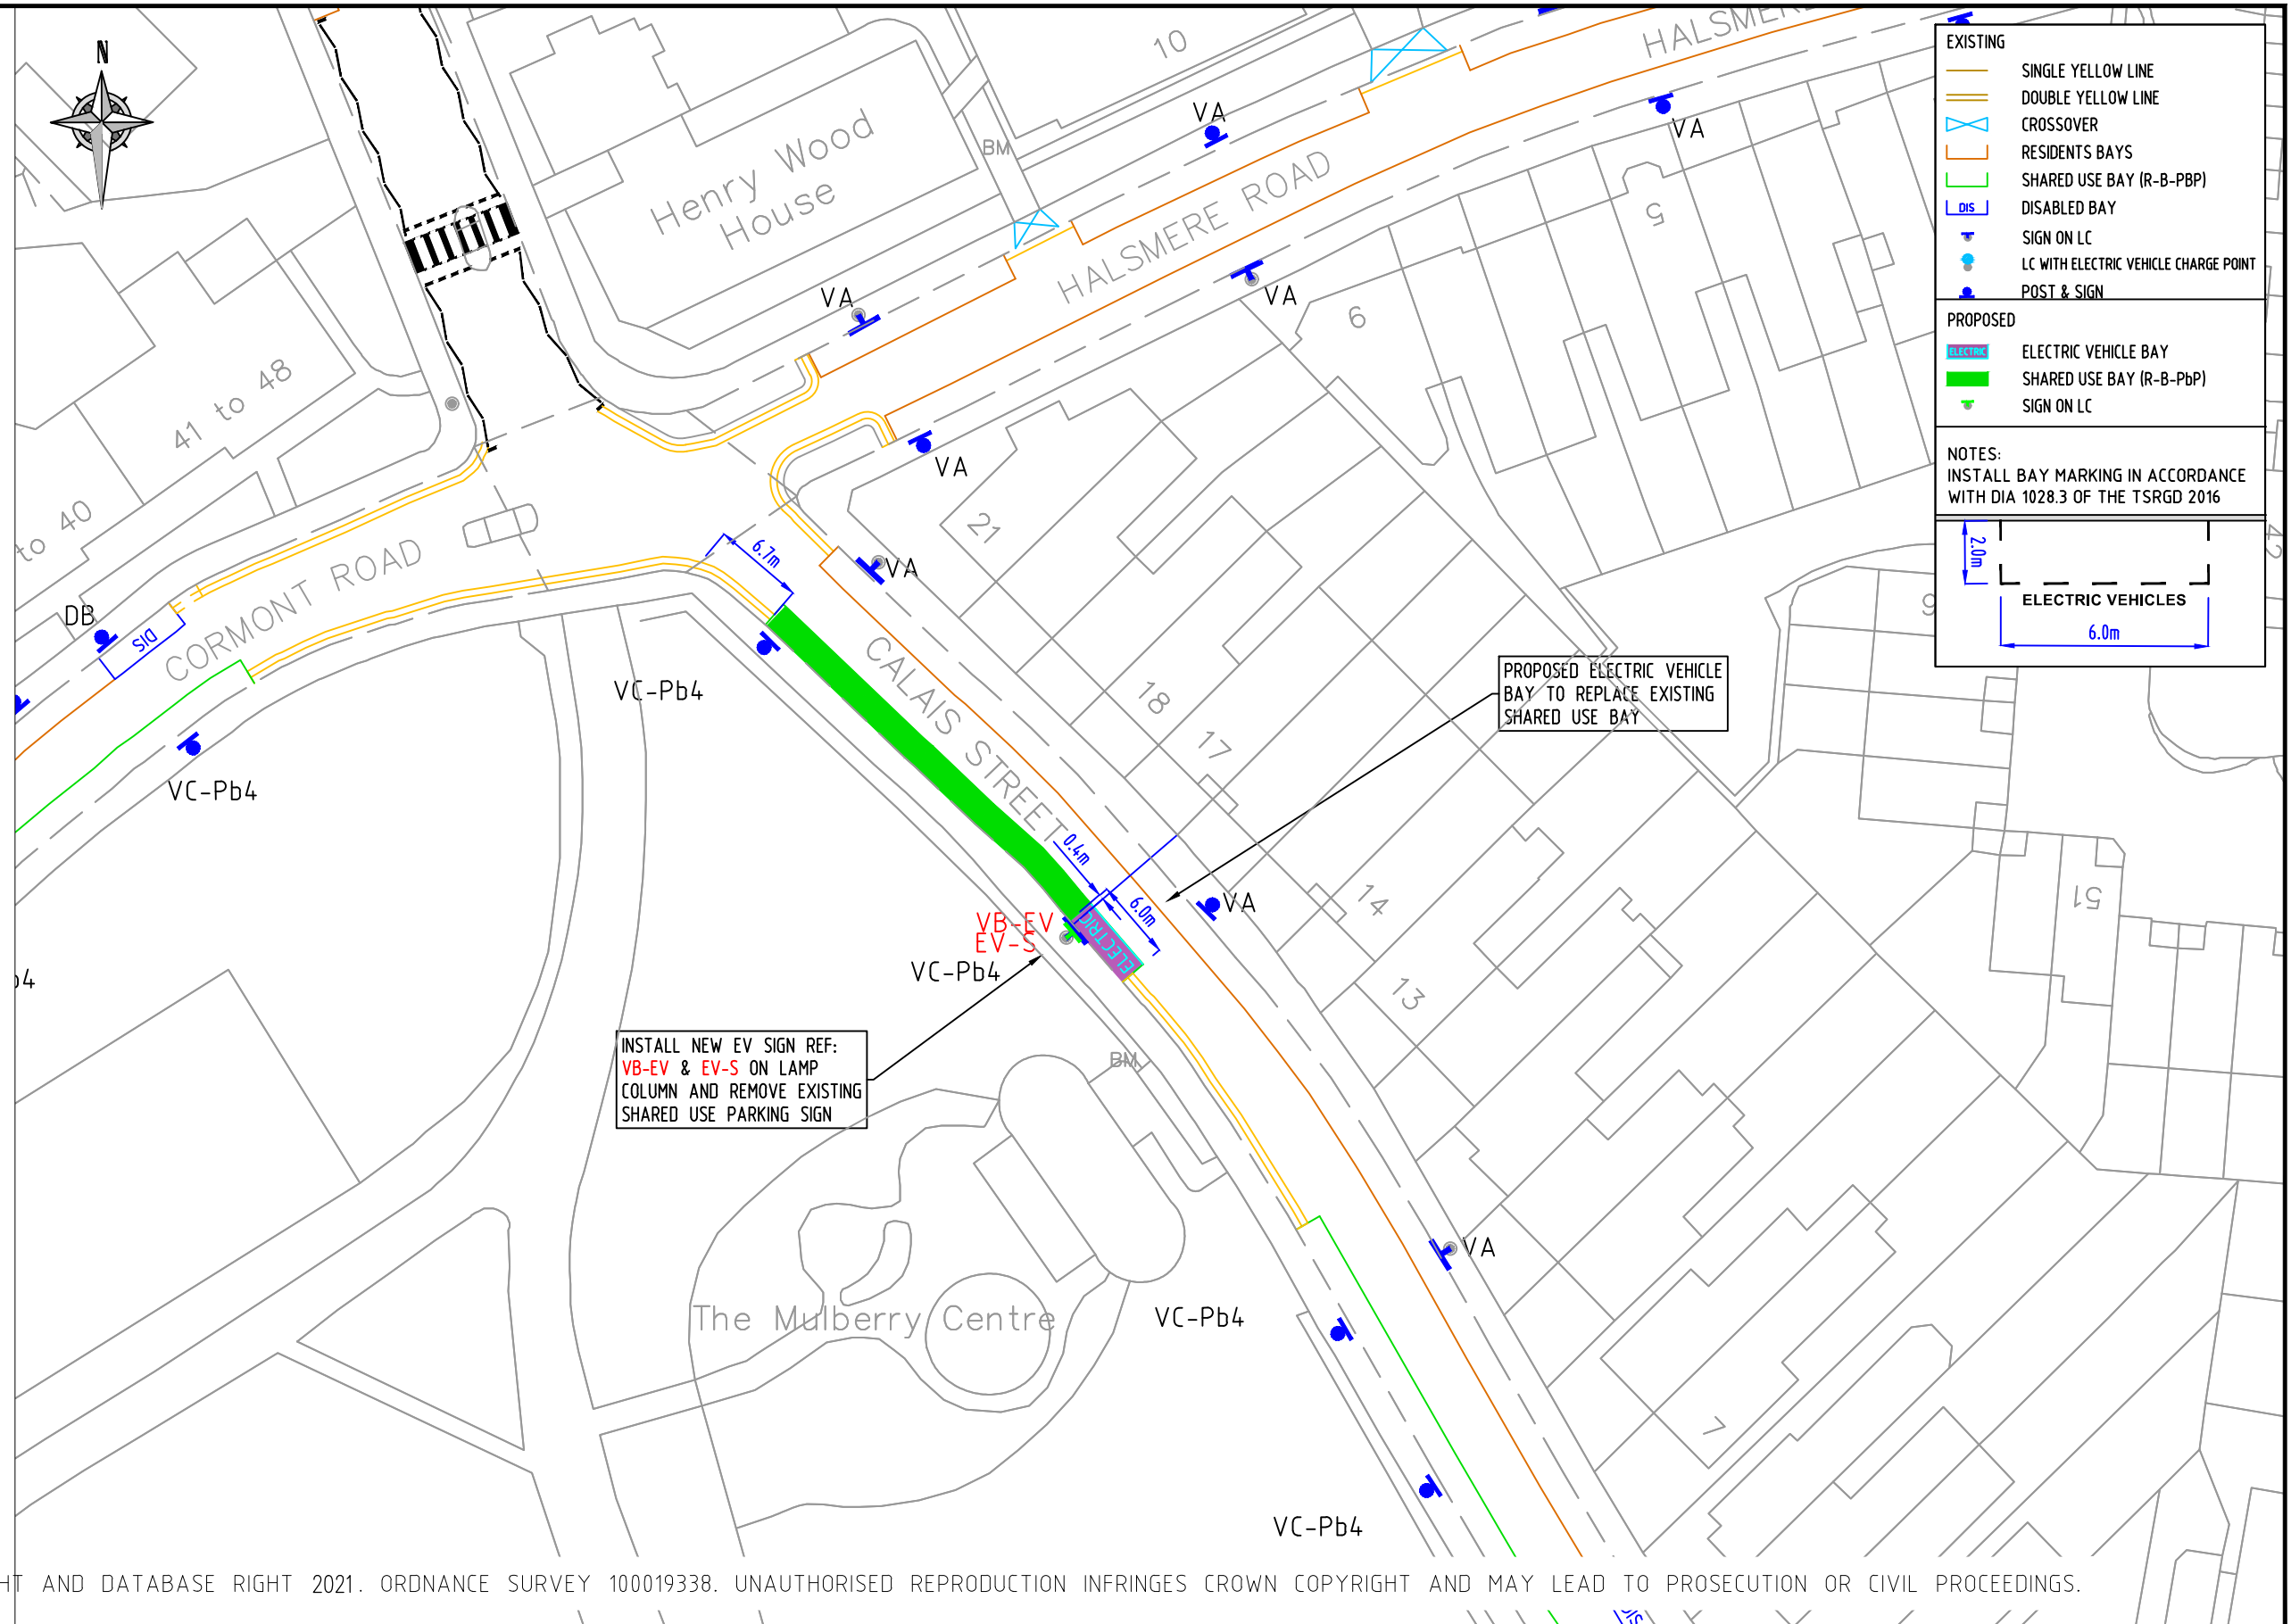 N
10
HALSMERE
BM
Henry Wood
House
VA
VA
HALSMERE ROAD
5
VA
VA
6
41 to 48
to 40
VA
21
CORMONT ROAD
6.7m
VA
DB
DIS
VC-Pb4
VC-Pb4
CALAIS STREET
18
17
PROPOSED ELECTRIC VEHICLE
BAY TO REPLACE EXISTING
SHARED USE BAY
0.4m
6.0m
VA
14
VB-EV
EV-S
ELECTRIC
VC-Pb4
13
51
9
42
INSTALL NEW EV SIGN REF:
VB-EV & EV-S ON LAMP
COLUMN AND REMOVE EXISTING
SHARED USE PARKING SIGN
BM
VA
The Mulberry Centre
VC-Pb4
7
VC-Pb4
EXISTING
SINGLE YELLOW LINE
DOUBLE YELLOW LINE
CROSSOVER
RESIDENTS BAYS
SHARED USE BAY (R-B-PBP)
DIS DISABLED BAY
SIGN ON LC
LC WITH ELECTRIC VEHICLE CHARGE POINT
POST & SIGN
PROPOSED
ELECTRIC ELECTRIC VEHICLE BAY
SHARED USE BAY (R-B-PbP)
SIGN ON LC
NOTES:
INSTALL BAY MARKING IN ACCORDANCE
WITH DIA 1028.3 OF THE TSRGD 2016
2.0m
ELECTRIC VEHICLES
6.0m
AND DATABASE RIGHT 2021. ORDNANCE SURVEY 100019338. UNAUTHORISED REPRODUCTION INFRINGES CROWN COPYRIGHT AND MAY LEAD TO PROSECUTION OR CIVIL PROCEEDINGS.